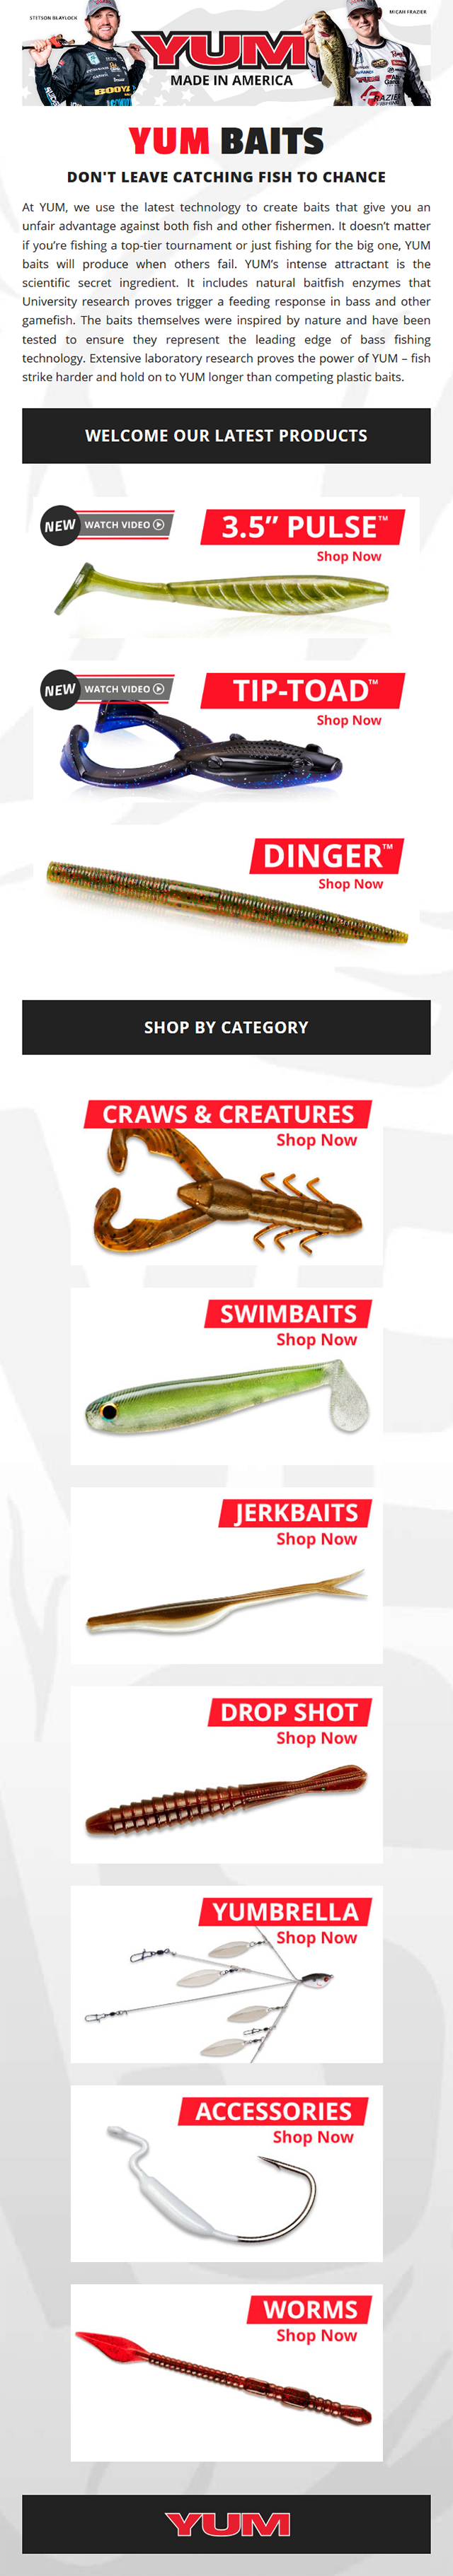 STETSON BLAYLOCK
MICAH FRAZIER
YUM
MADE IN AMERICA
BOOYA
YUM BAITS
DON'T LEAVE CATCHING FISH TO CHANCE
At YUM, we use the latest technology to create baits that give you an
unfair advantage against both fish and other fishermen. It doesn’t matter
if you’re fishing a top-tier tournament or just fishing for the big one, YUM
baits will produce when others fail. YUM’s intense attractant is the
scientific secret ingredient. It includes natural baitfish enzymes that
University research proves trigger a feeding response in bass and other
gamefish. The baits themselves were inspired by nature and have been
tested to ensure they represent the leading edge of bass fishing
technology. Extensive laboratory research proves the power of YUM – fish
strike harder and hold on to YUM longer than competing plastic baits.
WELCOME OUR LATEST PRODUCTS
NEW WATCH VIDEO
3.5” PULSE™
Shop Now
NEW WATCH VIDEO
TIP-TOAD™
Shop Now
DINGER™
Shop Now
SHOP BY CATEGORY
CRAWS & CREATURES
Shop Now
SWIMBAITS
Shop Now
JERKBAITS
Shop Now
DROP SHOT
Shop Now
YUMBRELLA
Shop Now
ACCESSORIES
Shop Now
WORMS
Shop Now
YUM